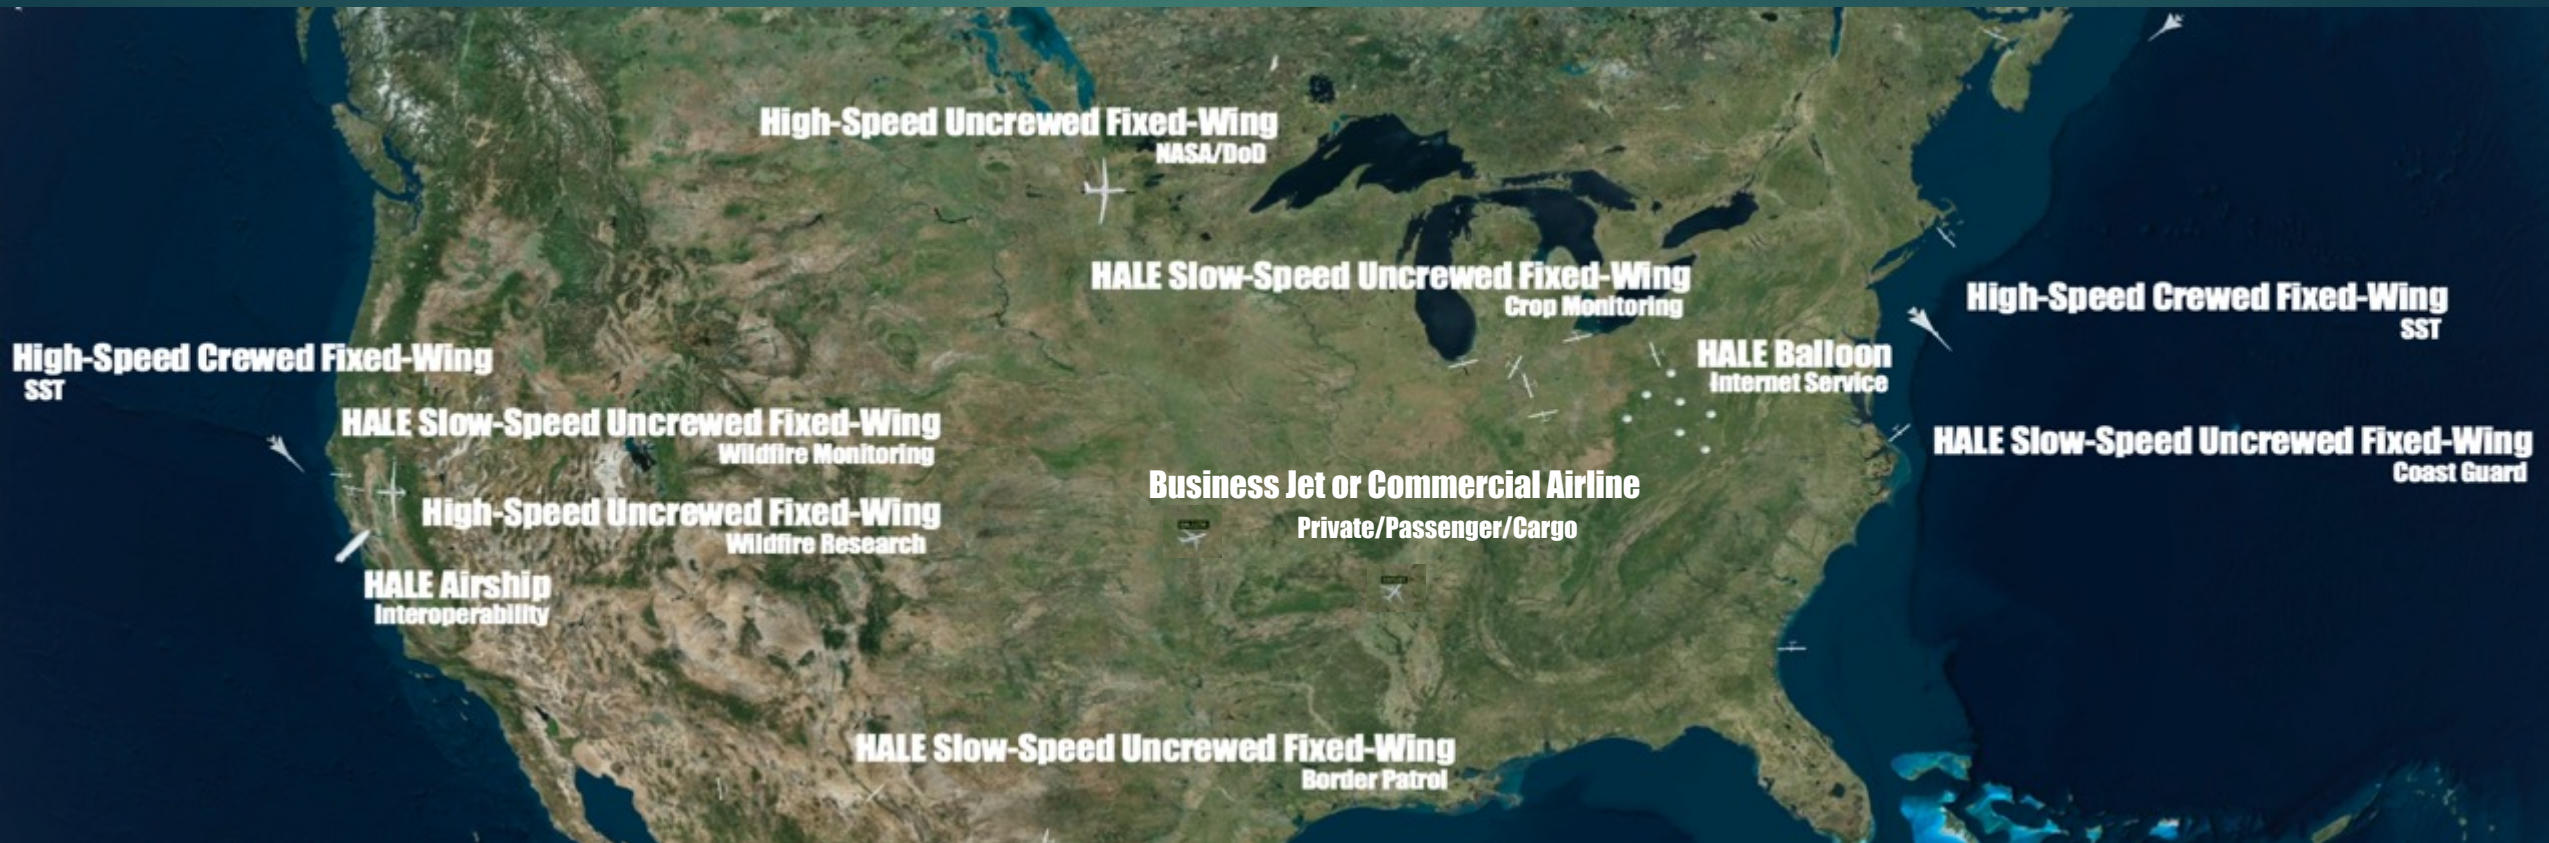 High-Speed Uncrewed Fixed-Wing
NASA/DoD
HALE Slow-Speed Uncrewed Fixed-Wing
Crop Monitoring
High-Speed Crewed Fixed-Wing
SST
High-Speed Crewed Fixed-Wing
SST
HALE Balloon
Internet Service
HALE Slow-Speed Uncrewed Fixed-Wing
Wildfire Monitoring
HALE Slow-Speed Uncrewed Fixed-Wing
Coast Guard
Business Jet or Commercial Airline
Private/Passenger/Cargo
High-Speed Uncrewed Fixed-Wing
Wildfire Research
HALE Airship
Interoperability
HALE Slow-Speed Uncrewed Fixed-Wing
Border Patrol